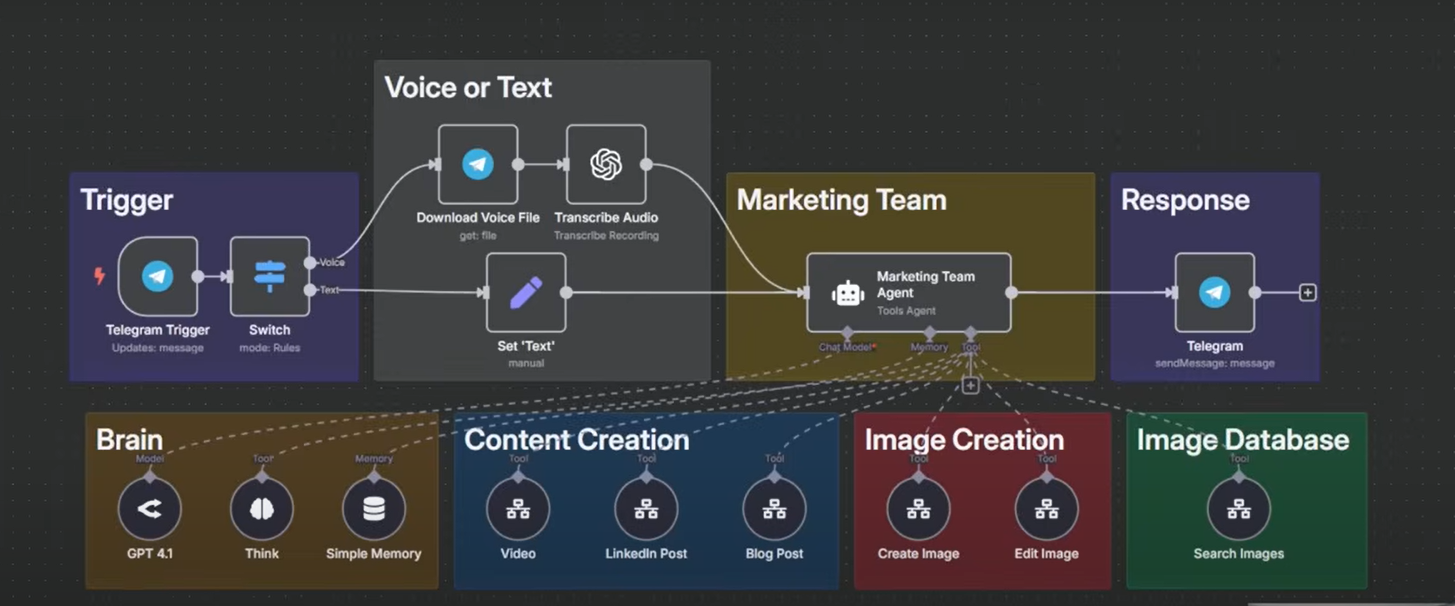 Voice or Text
Download Voice File
get: file
Transcribe Audio
Transcribe Recording
Set 'Text'
manual
Trigger
Telegram Trigger
Updates: message
Switch
mode: Rules
Voice
Text
Marketing Team
Marketing Team
Agent
Tools Agent
Chat Model*
Memory
Tool
Response
Telegram
sendMessage: message
Brain
Model
Tool
Memory
GPT 4.1
Think
Simple Memory
Content Creation
Tool
Tool
Tool
Video
LinkedIn Post
Blog Post
Image Creation
Tool
Tool
Create Image
Edit Image
Image Database
Tool
Search Images